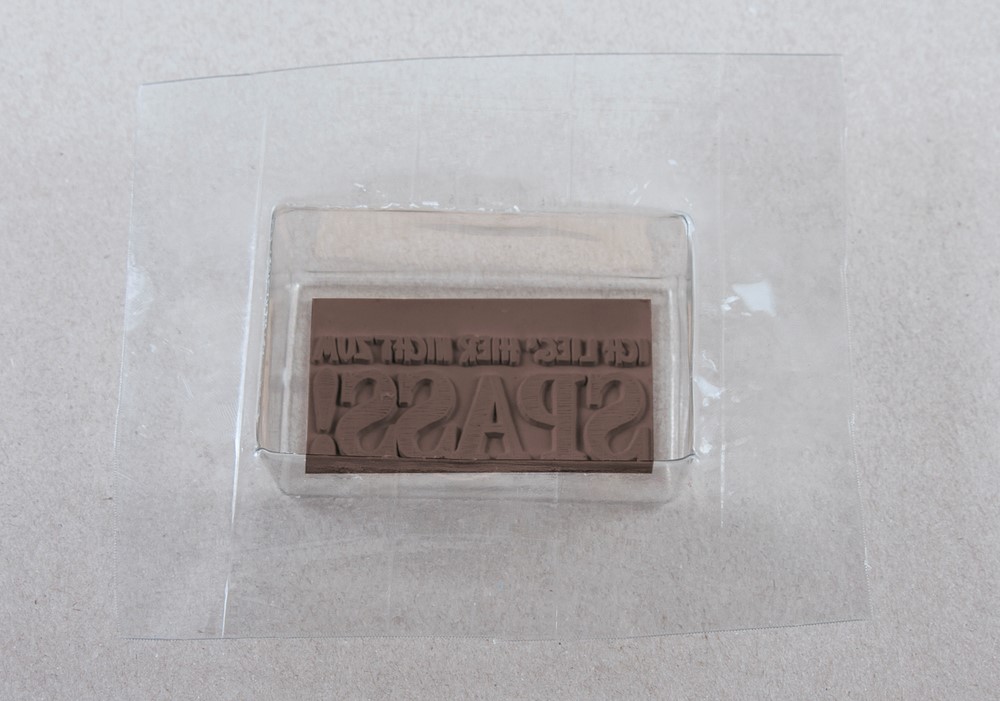 ICH LIEG HIER NICHT ZUM
SPASS!